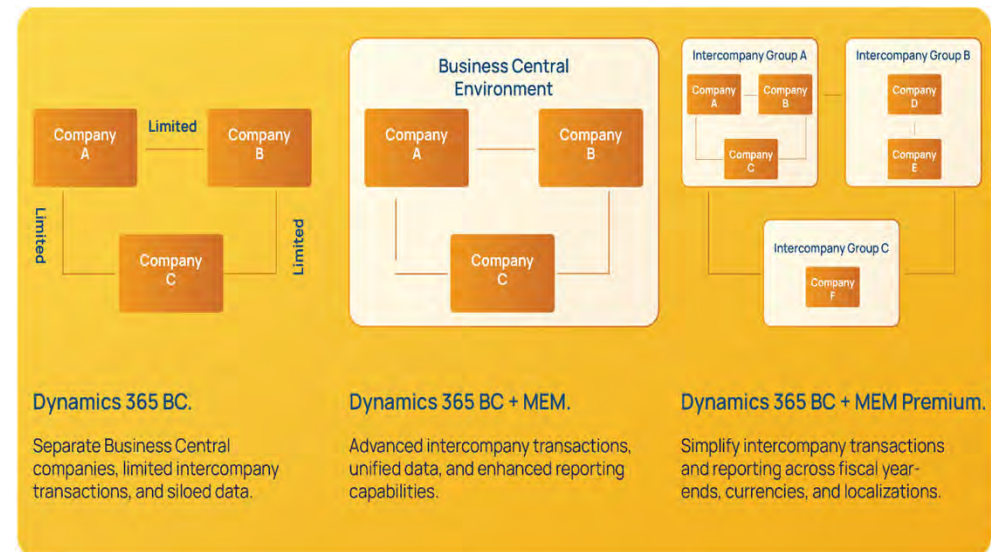 Company
A
Limited
Company
B
Limited
Limited
Company
C
Dynamics 365 BC.
Separate Business Central
companies, limited intercompany
transactions, and siloed data.
Business Central
Environment
Company
A
Company
B
Company
C
Dynamics 365 BC + MEM.
Advanced intercompany transactions,
unified data, and enhanced reporting
capabilities.
Intercompany Group A
Company
A
Company
B
Company
C
Intercompany Group B
Company
D
Company
E
Intercompany Group C
Company
F
Dynamics 365 BC + MEM Premium.
Simplify intercompany transactions
and reporting across fiscal year-
ends, currencies, and localizations.